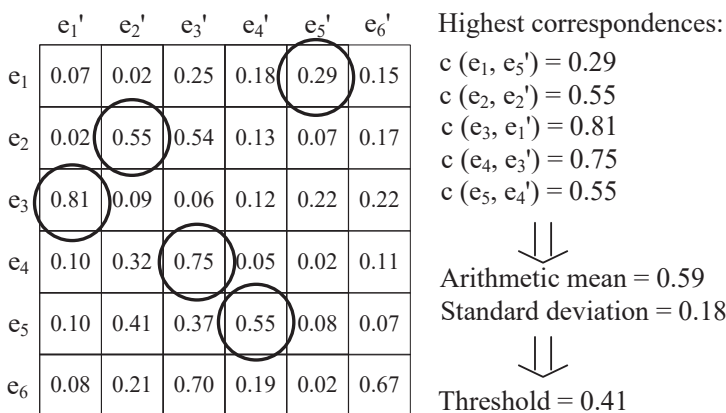 e₁' e₂' e₃' e₄' e₅' e₆'
e₁ 0.07 0.02 0.25 0.18 0.29 0.15
e₂ 0.02 0.55 0.54 0.13 0.07 0.17
e₃ 0.81 0.09 0.06 0.12 0.22 0.22
e₄ 0.10 0.32 0.75 0.05 0.02 0.11
e₅ 0.10 0.41 0.37 0.55 0.08 0.07
e₆ 0.08 0.21 0.70 0.19 0.02 0.67
Highest correspondences:
c (e₁, e₅') = 0.29
c (e₂, e₂') = 0.55
c (e₃, e₁') = 0.81
c (e₄, e₃') = 0.75
c (e₅, e₄') = 0.55
Arithmetic mean = 0.59
Standard deviation = 0.18
Threshold = 0.41